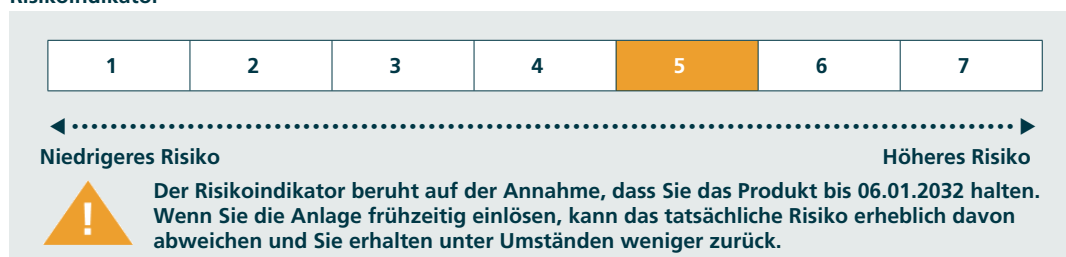 Risikoindikator
1 2 3 4 5 6 7
Niedrigeres Risiko Höheres Risiko
Der Risikoindikator beruht auf der Annahme, dass Sie das Produkt bis 06.01.2032 halten.
! Wenn Sie die Anlage frühzeitig einlösen, kann das tatsächliche Risiko erheblich davon
abweichen und Sie erhalten unter Umständen weniger zurück.